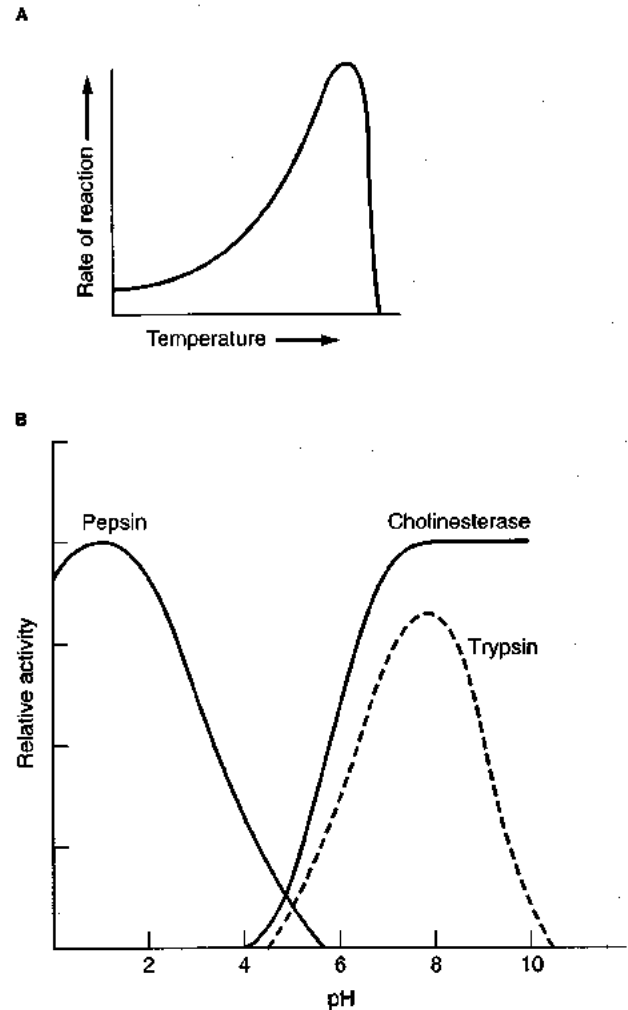 A
Rate of reaction
Temperature
B
Pepsin
Cholinesterase
Trypsin
Relative activity
2 4 6 8 10
pH